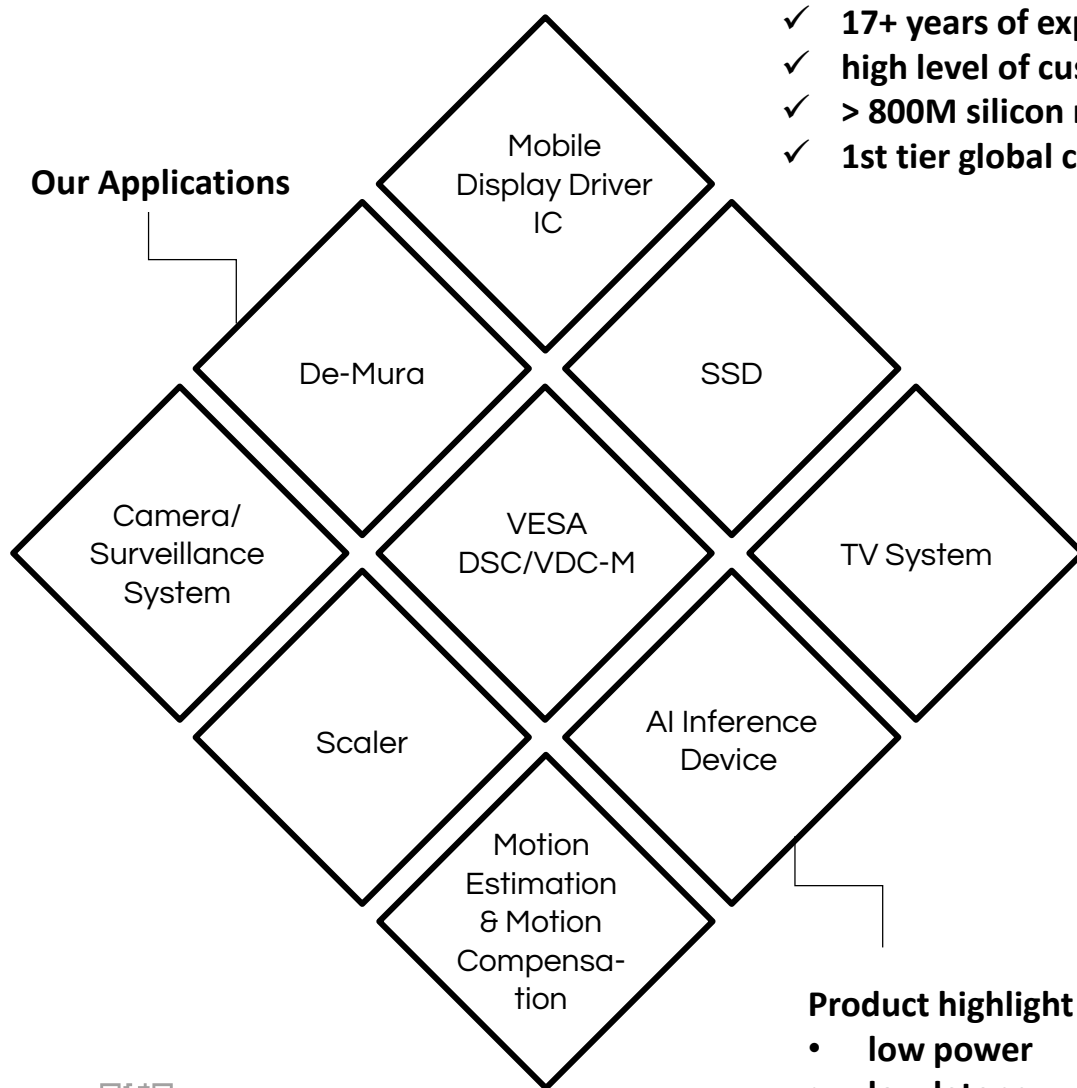 ✓ 17+ years of
✓ high level of
✓ > 800M silicon
✓ 1st tier global
Our Applications
Mobile
Display Driver
IC
De-Mura
SSD
Camera/
Surveillance
System
VESA
DSC/VDC-M
TV System
Scaler
AI Inference
Device
Motion
Estimation
& Motion
Compensa-
tion
Product highlight
• low power